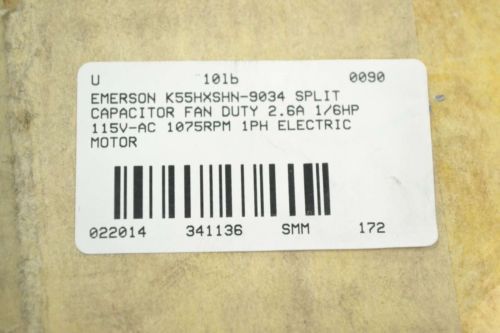 U 10lb 0090
EMERSON K55HXSHN-9034 SPLIT
CAPACITOR FAN DUTY 2.6A 1/6HP
115V-AC 1075RPM 1PH ELECTRIC
MOTOR
022014 341136 SMM 172